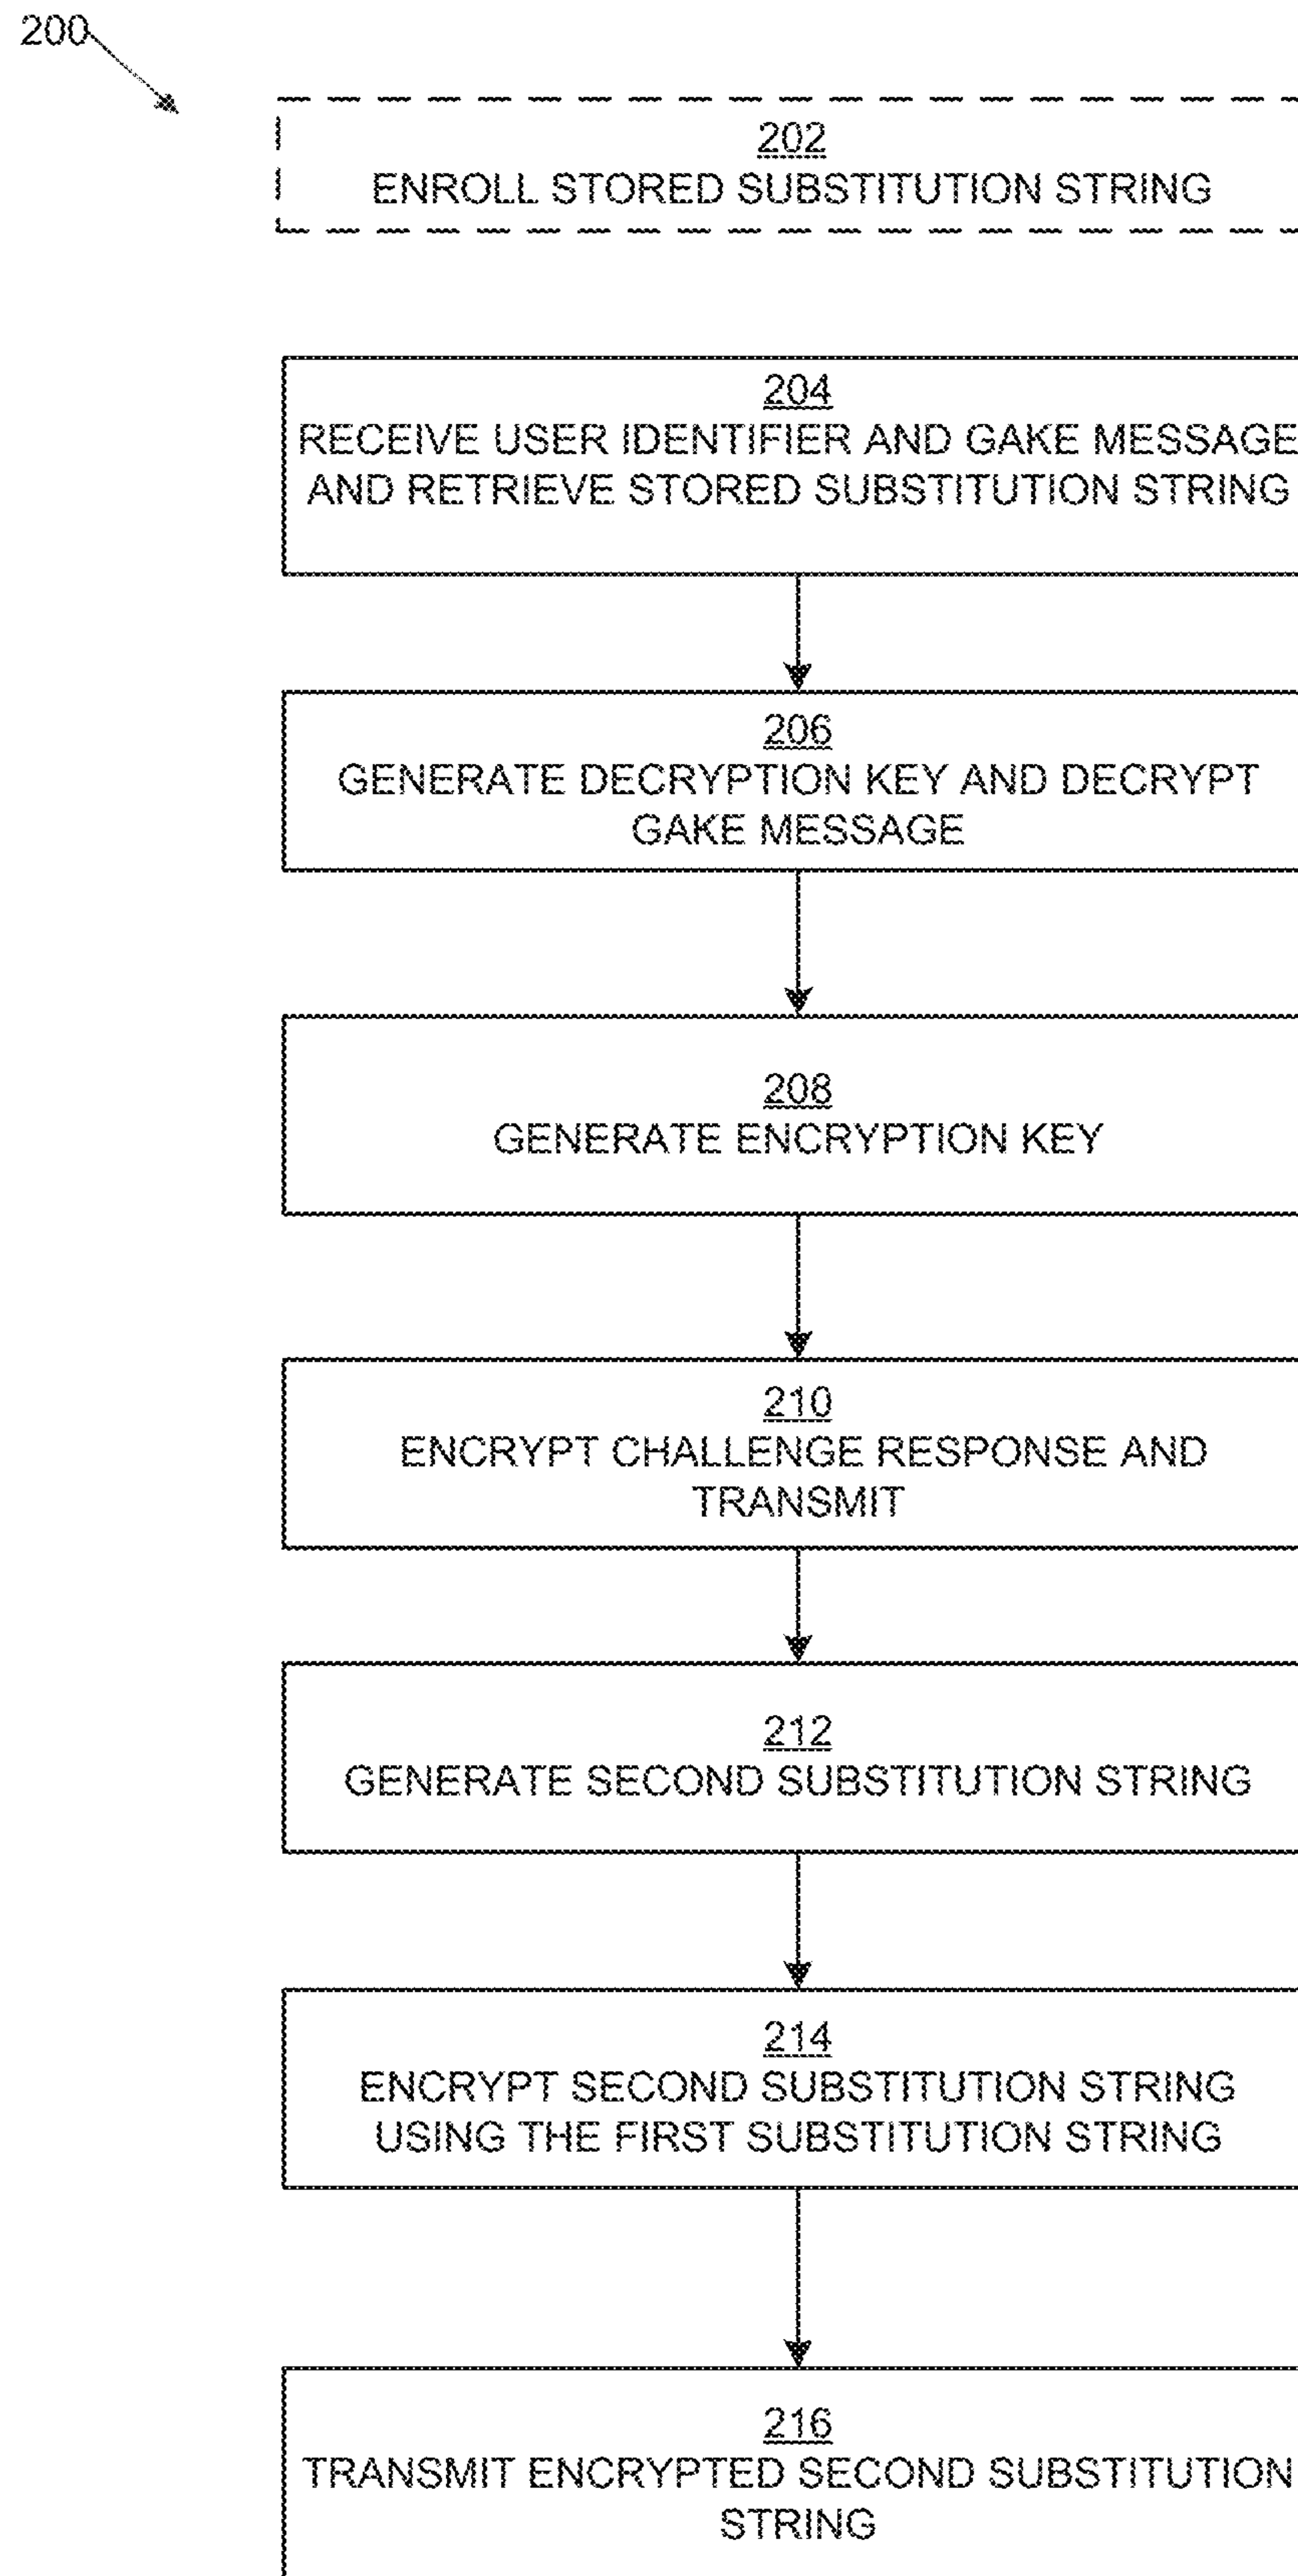 200
202
ENROLL STORED SUBSTITUTION STRING
204
RECEIVE USER IDENTIFIER AND GAKE MESSAGE
AND RETRIEVE STORED SUBSTITUTION STRING
206
GENERATE DECRYPTION KEY AND DECRYPT
GAKE MESSAGE
208
GENERATE ENCRYPTION KEY
210
ENCRYPT CHALLENGE RESPONSE AND
TRANSMIT
212
GENERATE SECOND SUBSTITUTION STRING
214
ENCRYPT SECOND SUBSTITUTION STRING
USING THE FIRST SUBSTITUTION STRING
216
TRANSMIT ENCRYPTED SECOND SUBSTITUTION
STRING